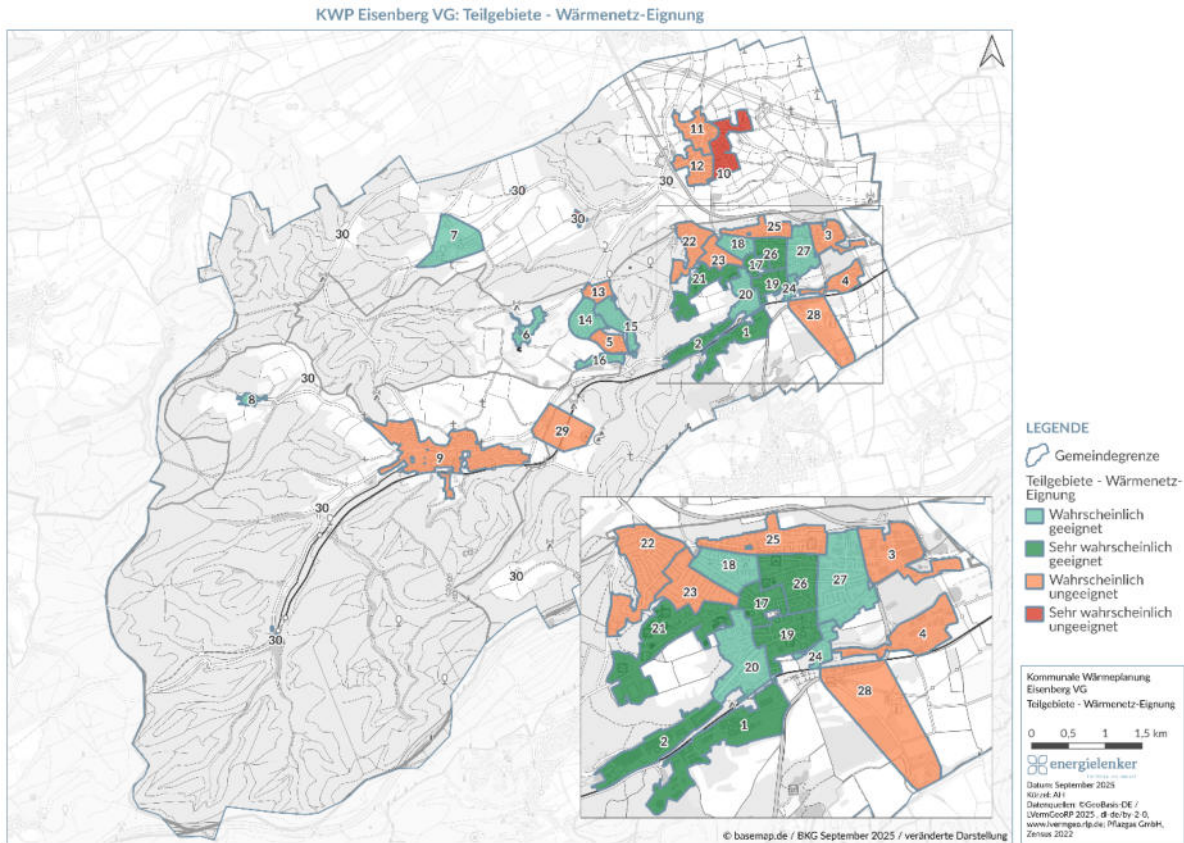 KWP Eisenberg VG: Teilgebiete - Wärmenetz-Eignung
11
12
10
30
30
30
30
7
25
3
22
18
26
27
23
17
21
19
24
4
20
13
14
15
6
5
28
1
2
16
30
8
29
9
30
30
30
25
22
3
18
26
27
23
17
21
19
4
24
20
28
1
2
© basemap.de / BKG September 2025 / veränderte Darstellung
LEGENDE
Gemeindegrenze
Teilgebiete - Wärmenetz-
Eignung
Wahrscheinlich
geeignet
Sehr wahrscheinlich
geeignet
Wahrscheinlich
ungeeignet
Sehr wahrscheinlich
ungeeignet
Kommunale Wärmeplanung
Eisenberg VG
Teilgebiete - Wärmenetz-Eignung
0 0,5 1 1,5 km
energielenker
Datum: September 2025
Kürzel: AH
Datenquellen: ©GeoBasis-DE /
LVermGeoRP 2025, dl-de/by-2-0,
www.lvermgeo.rlp.de; Pfalzgas GmbH,
Zensus 2022